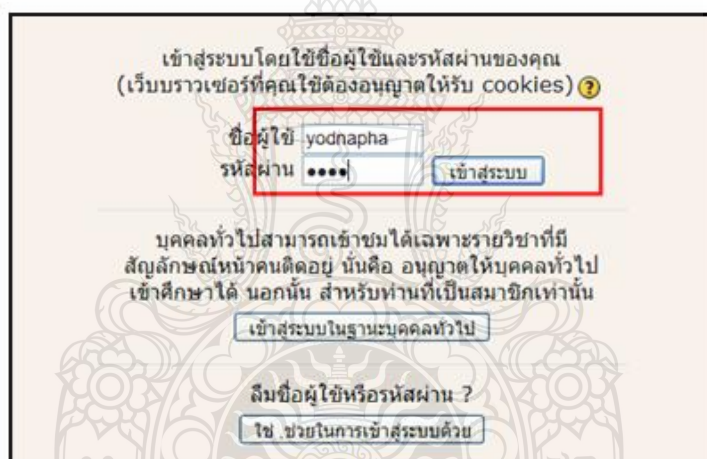 เข้าสู่ระบบโดยใช้ชื่อผู้ใช้และรหัสผ่านของคุณ
(เว็บบราวเซอร์ที่คุณใช้ต้องอนุญาตให้รับ cookies) ?
ชื่อผู้ใช้ yodnapha
รหัสผ่าน ●●●● เข้าสู่ระบบ
บุคคลทั่วไปสามารถเข้าชมได้เฉพาะรายวิชาที่มี
สัญลักษณ์หน้าคนติดอยู่ นั่นคือ อนุญาตให้บุคคลทั่วไป
เข้าศึกษาได้ นอกนั้น สำหรับท่านที่เป็นสมาชิกเท่านั้น
เข้าสู่ระบบในฐานะบุคคลทั่วไป
ลืมชื่อผู้ใช้หรือรหัสผ่าน ?
ใช่ .ช่วยในการเข้าสู่ระบบด้วย